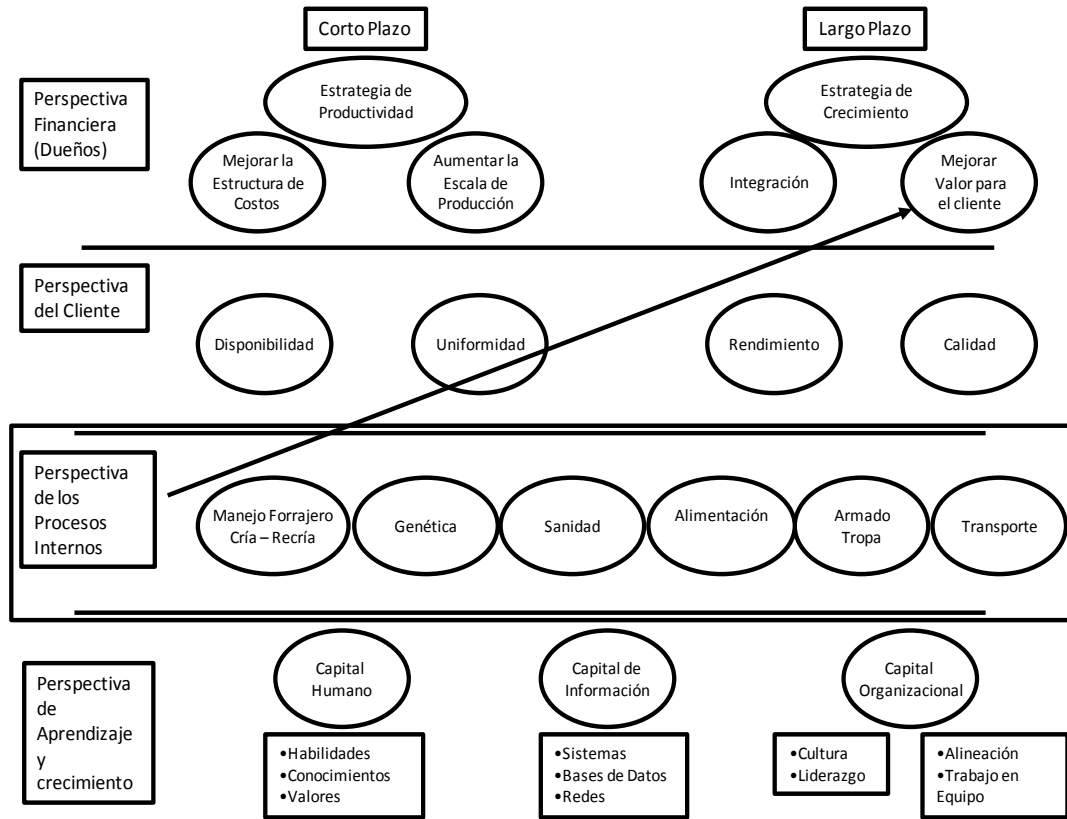 Corto Plazo
Largo Plazo
Perspectiva
Financiera
(Dueños)
Estrategia de
Productividad
Estrategia de
Crecimiento
Mejorar la
Estructura de
Costos
Aumentar la
Escala de
Producción
Integración
Mejorar
Valor para
el cliente
Perspectiva
del Cliente
Disponibilidad
Uniformidad
Rendimiento
Calidad
Perspectiva
de los
Procesos
Internos
Manejo Forrajero
Cría – Recría
Genética
Sanidad
Alimentación
Armado
Tropa
Transporte
Perspectiva
de
Aprendizaje
y
crecimiento
Capital
Humano
Capital de
Información
Capital
Organizacional
•Habilidades
•Conocimientos
•Valores
•Sistemas
•Bases de Datos
•Redes
•Cultura
•Liderazgo
•Alineación
•Trabajo en
Equipo